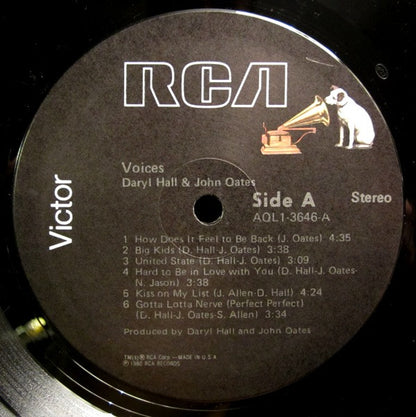 RCA
Victor
Voices
Daryl Hall & John Oates
Side A
Stereo
AQL1-3646-A
1 How Does It Feel to Be Back (J. Oates) 4:35
2 Big Kids (D. Hall-J. Oates) 3:38
3 United State (D. Hall-J. Oates) 3:09
4 Hard to Be in Love with You (D. Hall-J. Oates-
N. Jason) 3:38
5 Kiss on My List (J. Allen-D. Hall) 4:24
6 Gotta Lotta Nerve (Perfect Perfect)
(D. Hall-J. Oates-S. Allen) 3:34
Produced by Daryl Hall and John Oates
TM(s) ® RCA Corp.—MADE IN U.S.A.
℗ 1980 RCA RECORDS